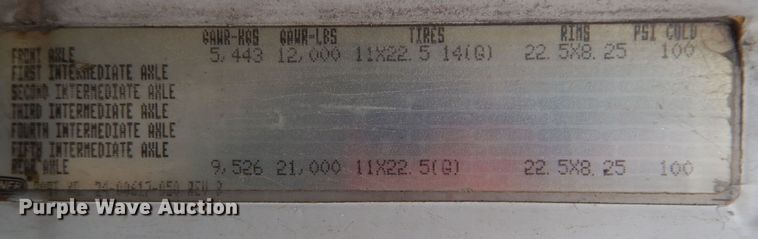 GAWR-KGS GAWR-LBS TIRES RIMS PSI COLD
FRONT AXLE 5,443 12,000 11X22.5 14(G) 22.5X8.25 100
FIRST INTERMEDIATE AXLE
SECOND INTERMEDIATE AXLE
THIRD INTERMEDIATE AXLE
FOURTH INTERMEDIATE AXLE
FIFTH INTERMEDIATE AXLE
REAR AXLE 9,526 21,000 11X22.5(G) 22.5X8.25 100
Purple Wave Auction